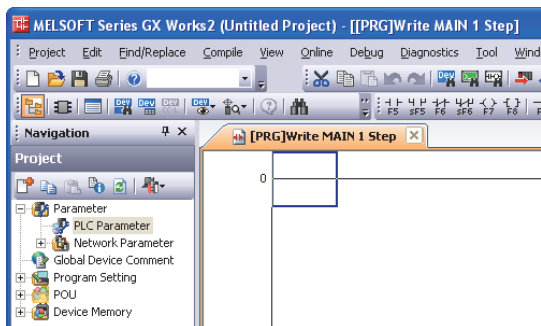 MELSOFT Series GX Works2 (Untitled Project) - [[PRG]Write MAIN 1 Step]
Project Edit Find/Replace Compile View Online Debug Diagnostics Tool Wind
F5 sF5 F6 sF6 F7 F8
Navigation
[PRG]Write MAIN 1 Step
Project
0
Parameter
PLC Parameter
Network Parameter
Global Device Comment
Program Setting
POU
Device Memory